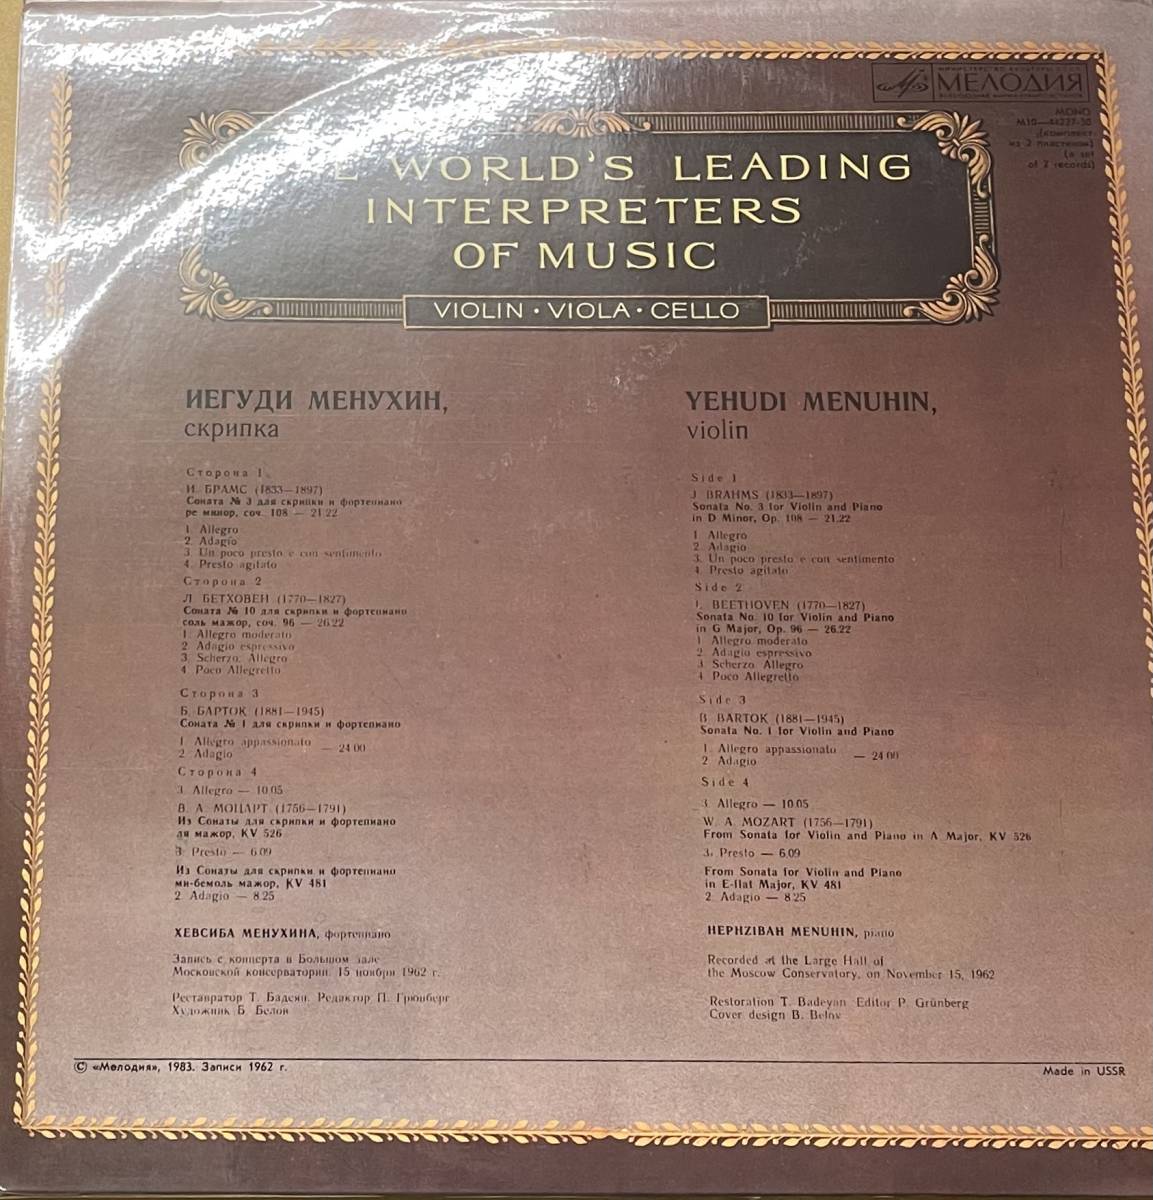 МЕЛОДИЯ
MONO
(комплект
из 2 пластинок)
(a set
of 2 records)
WORLD'S LEADING
INTERPRETERS
OF MUSIC
VIOLIN · VIOLA · CELLO
ИЕГУДИ МЕНУХИН,
скрипка
Сторона 1
И. БРАМС (1833—1897)
Соната № 3 для скрипки и фортепиано
ре минор, соч. 108 — 21.22
1. Allegro
2. Adagio
3. Un poco presto e con sentimento
4. Presto agitato
Сторона 2
Л. БЕТХОВЕН (1770—1827)
Соната № 10 для скрипки и фортепиано
соль мажор, соч. 96 — 26.22
1. Allegro moderato
2. Adagio espressivo
3. Scherzo. Allegro
4. Poco Allegretto
Сторона 3
Б. БАРТОК (1881—1945)
Соната № 1 для скрипки и фортепиано
1. Allegro appassionato
2. Adagio — 24.00
Сторона 4
3. Allegro — 10.05
В. А. МОЦАРТ (1756—1791)
Из Сонаты для скрипки и фортепиано
ля мажор, KV 526
3. Presto — 6.09
Из Сонаты для скрипки и фортепиано
ми-бемоль мажор, KV 481
2. Adagio — 8.25
ХЕВСИБА МЕНУХИНА, фортепиано
Запись с концерта в Большом зале
Московской консерватории 15 ноября 1962 г.
Реставратор Т. Бадеян. Редактор П. Грюнберг
Художник Б. Белов
YEHUDI MENUHIN,
violin
Side 1
J. BRAHMS (1833—1897)
Sonata No. 3 for Violin and Piano
in D Minor, Op. 108 — 21.22
1. Allegro
2. Adagio
3. Un poco presto e con sentimento
4. Presto agitato
Side 2
L. BEETHOVEN (1770—1827)
Sonata No. 10 for Violin and Piano
in G Major, Op. 96 — 26.22
1. Allegro moderato
2. Adagio espressivo
3. Scherzo. Allegro
4. Poco Allegretto
Side 3
B. BARTOK (1881—1945)
Sonata No. 1 for Violin and Piano
1. Allegro appassionato
2. Adagio — 24.00
Side 4
3. Allegro — 10.05
W. A. MOZART (1756—1791)
From Sonata for Violin and Piano in A Major, KV 526
3. Presto — 6.09
From Sonata for Violin and Piano
in E-flat Major, KV 481
2. Adagio — 8.25
HEPHZIBAH MENUHIN, piano
Recorded at the Large Hall of
the Moscow Conservatory, on November 15, 1962
Restoration T. Badeyan. Editor P. Grünberg
Cover design B. Belov
© «Мелодия», 1983. Записи 1962 г.
Made in USSR